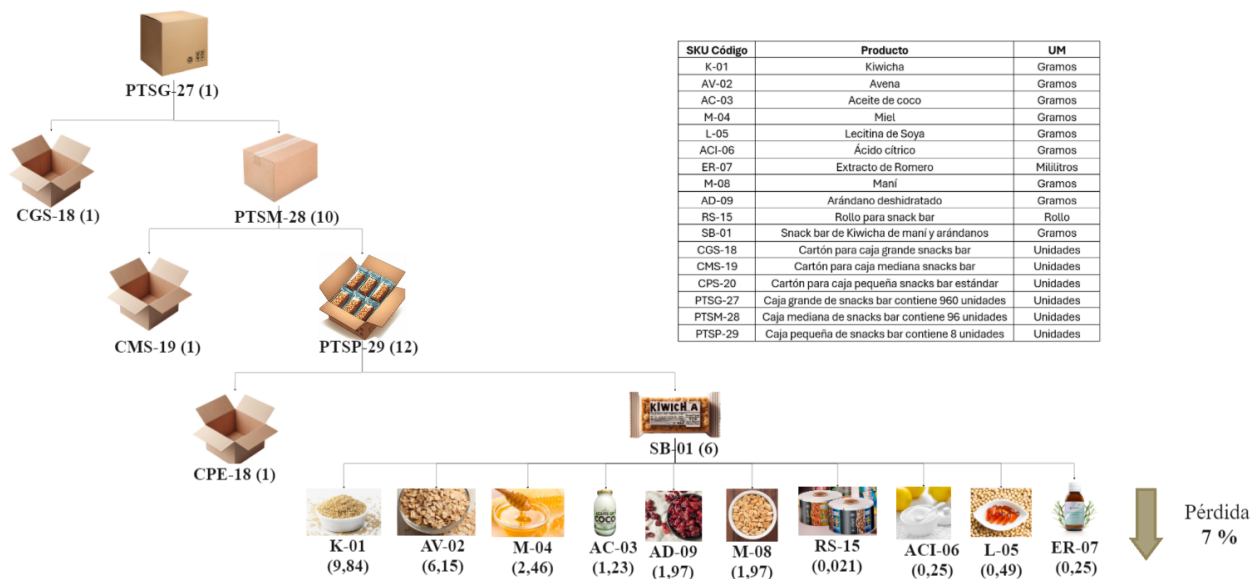 PTSG-27 (1)
CGS-18 (1)
PTSM-28 (10)
CMS-19 (1)
PTSP-29 (12)
CPE-18 (1)
KIWICH A
SB-01 (6)
K-01
(9,84)
AV-02
(6,15)
M-04
(2,46)
AC-03
(1,23)
AD-09
(1,97)
M-08
(1,97)
RS-15
(0,021)
ACI-06
(0,25)
L-05
(0,49)
ER-07
(0,25)
COCO
Pérdida
7 %
SKU Código Producto UM
K-01 Kiwicha Gramos
AV-02 Avena Gramos
AC-03 Aceite de coco Gramos
M-04 Miel Gramos
L-05 Lecitina de Soya Gramos
ACI-06 Ácido cítrico Gramos
ER-07 Extracto de Romero Mililitros
M-08 Maní Gramos
AD-09 Arándano deshidratado Gramos
RS-15 Rollo para snack bar Rollo
SB-01 Snack bar de Kiwicha de maní y arándanos Gramos
CGS-18 Cartón para caja grande snacks bar Unidades
CMS-19 Cartón para caja mediana snacks bar Unidades
CPS-20 Cartón para caja pequeña snacks bar estándar Unidades
PTSG-27 Caja grande de snacks bar contiene 960 unidades Unidades
PTSM-28 Caja mediana de snacks bar contiene 96 unidades Unidades
PTSP-29 Caja pequeña de snacks bar contiene 8 unidades Unidades